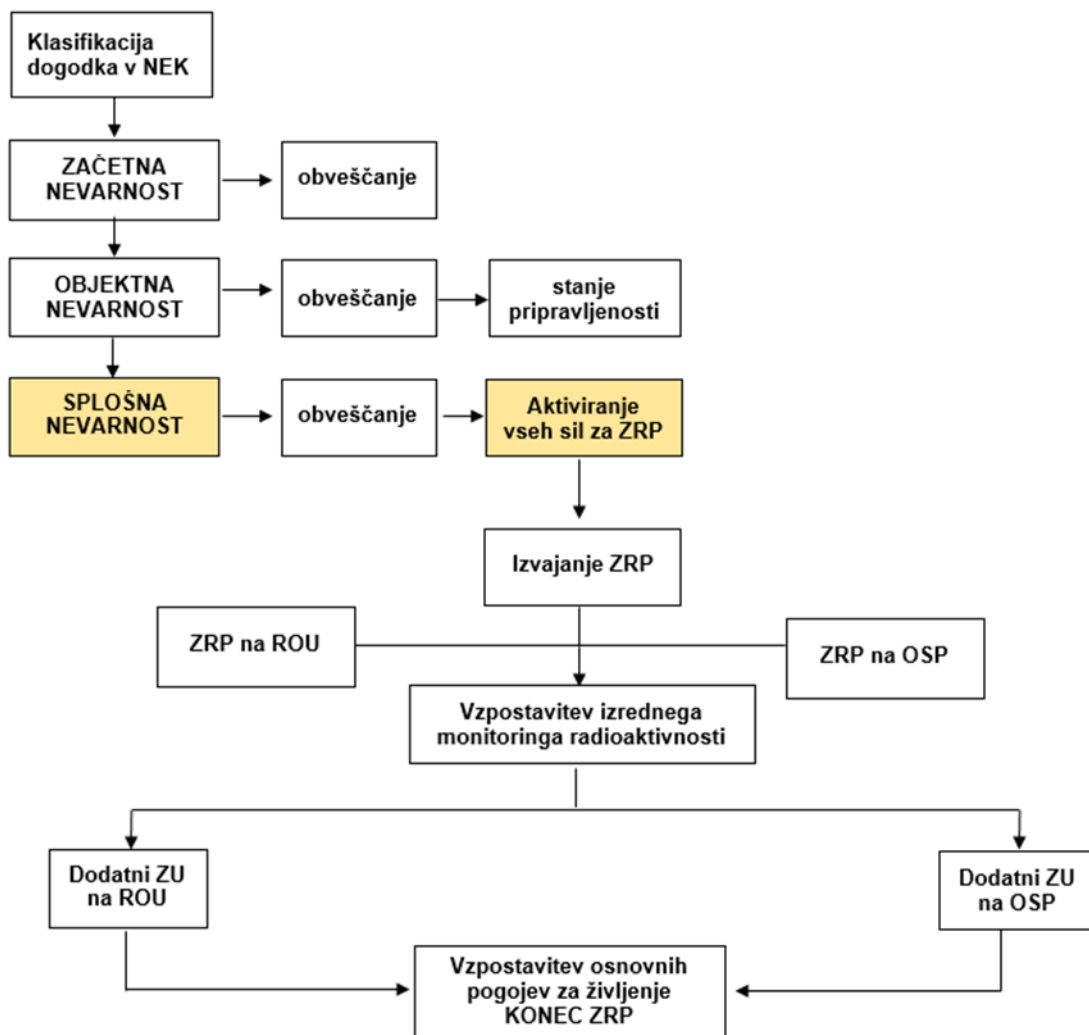 Klasifikacija
dogodka v NEK
ZAČETNA
NEVARNOST
obveščanje
OBJEKTNA
NEVARNOST
obveščanje
stanje
pripravljenosti
SPLOŠNA
NEVARNOST
obveščanje
Aktiviranje
vseh sil za ZRP
Izvajanje ZRP
ZRP na ROU
ZRP na OSP
Vzpostavitev izrednega
monitoringa radioaktivnosti
Dodatni ZU
na ROU
Dodatni ZU
na OSP
Vzpostavitev osnovnih
pogojev za življenje
KONEC ZRP